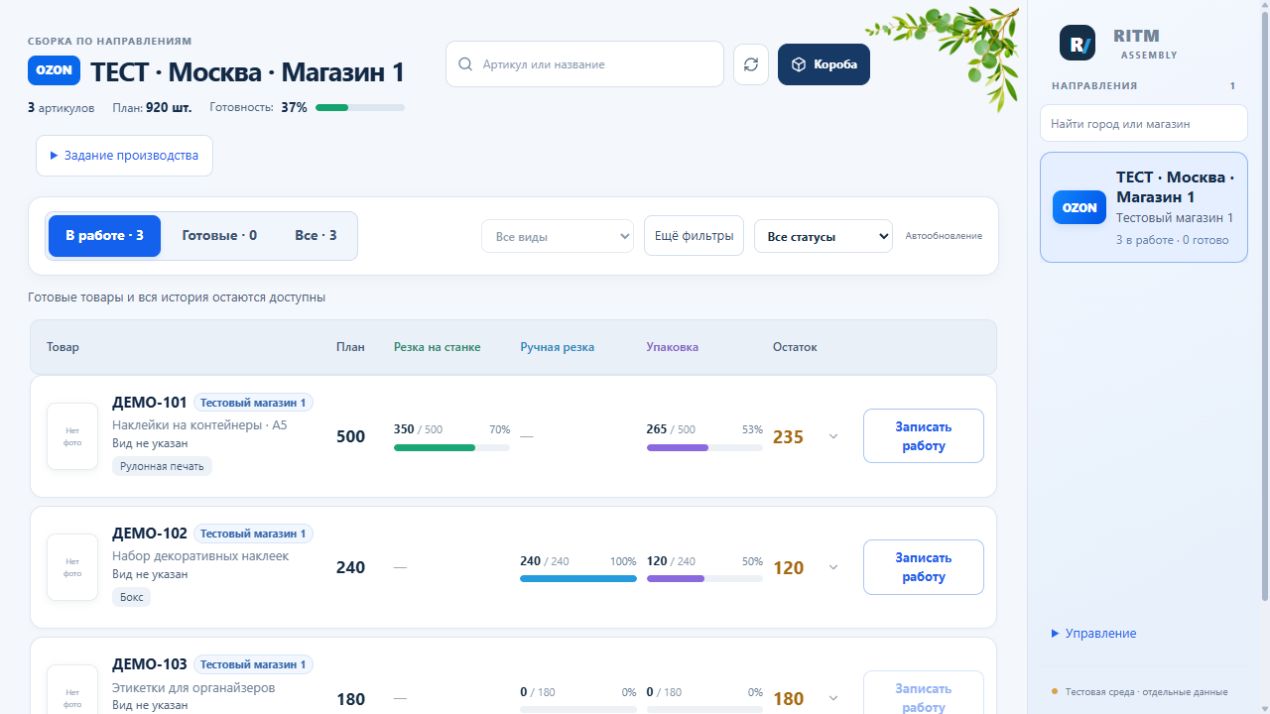 СБОРКА ПО НАПРАВЛЕНИЯМ
OZON ТЕСТ · Москва · Магазин 1
3 артикулов План: 920 шт. Готовность: 37%
Артикул или название
Короба
Задание производства
В работе · 3 Готовые · 0 Все · 3
Все виды Ещё фильтры Все статусы Автообновление
Готовые товары и вся история остаются доступны
Товар План Резка на станке Ручная резка Упаковка Остаток
Нет
фото
ДЕМО-101 Тестовый магазин 1
Наклейки на контейнеры · А5
Вид не указан
Рулонная печать
500
350 / 500 70%
—
265 / 500 53%
235
Записать
работу
Нет
фото
ДЕМО-102 Тестовый магазин 1
Набор декоративных наклеек
Вид не указан
Бокс
240
—
240 / 240 100%
120 / 240 50%
120
Записать
работу
Нет
фото
ДЕМО-103 Тестовый магазин 1
Этикетки для органайзеров
Вид не указан
180
—
0 / 180 0%
0 / 180 0%
180
Записать
работу
R/ RITM
ASSEMBLY
НАПРАВЛЕНИЯ 1
Найти город или магазин
OZON
ТЕСТ · Москва ·
Магазин 1
Тестовый магазин 1
3 в работе · 0 готово
Управление
Тестовая среда · отдельные данные